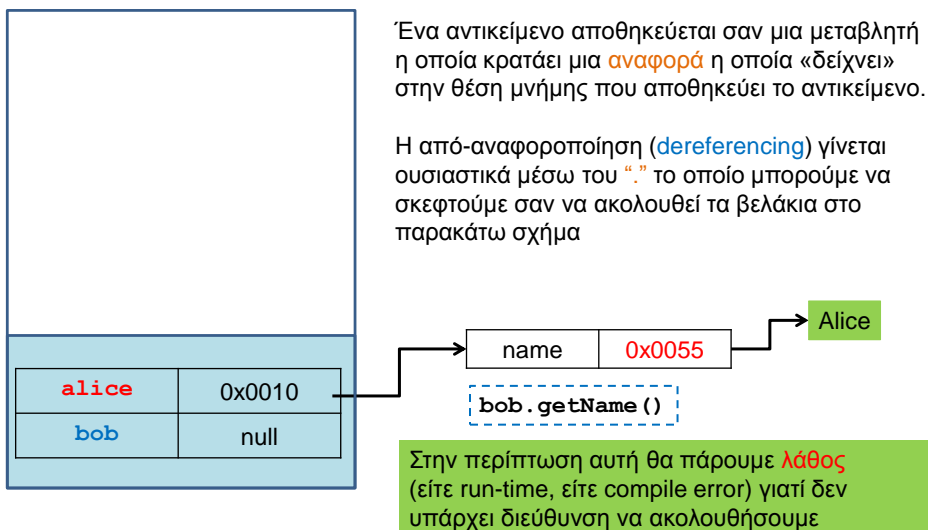 Ένα αντικείμενο αποθηκεύεται σαν μια μεταβλητή
η οποία κρατάει μια αναφορά η οποία «δείχνει»
στην θέση μνήμης που αποθηκεύει το αντικείμενο.
Η από-αναφοροποίηση (dereferencing) γίνεται
ουσιαστικά μέσω του “.” το οποίο μπορούμε να
σκεφτούμε σαν να ακολουθεί τα βελάκια στο
παρακάτω σχήμα
Alice
name 0x0055
alice 0x0010
bob.getName()
bob null
Στην περίπτωση αυτή θα πάρουμε λάθος
(είτε run-time, είτε compile error) γιατί δεν
υπάρχει διεύθυνση να ακολουθήσουμε